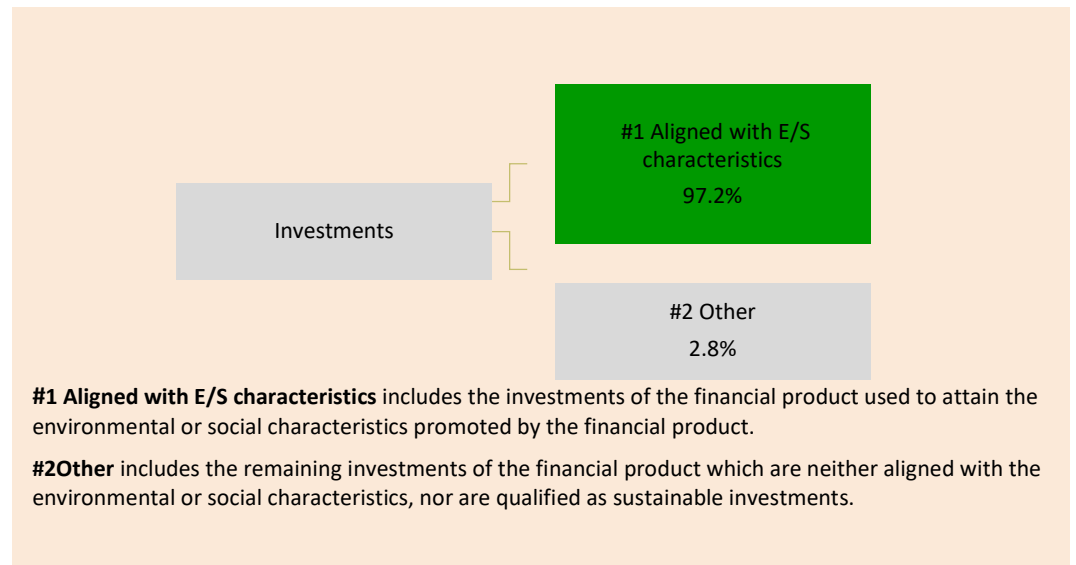 #1 Aligned with E/S
characteristics
97.2%
Investments
#2 Other
2.8%
#1 Aligned with E/S characteristics includes the investments of the financial product used to attain the
environmental or social characteristics promoted by the financial product.
#2Other includes the remaining investments of the financial product which are neither aligned with the
environmental or social characteristics, nor are qualified as sustainable investments.